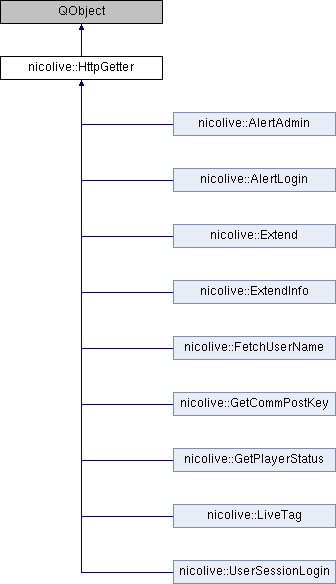 QObject
nicolive::HttpGetter
nicolive::AlertAdmin
nicolive::AlertLogin
nicolive::Extend
nicolive::ExtendInfo
nicolive::FetchUserName
nicolive::GetCommPostKey
nicolive::GetPlayerStatus
nicolive::LiveTag
nicolive::UserSessionLogin